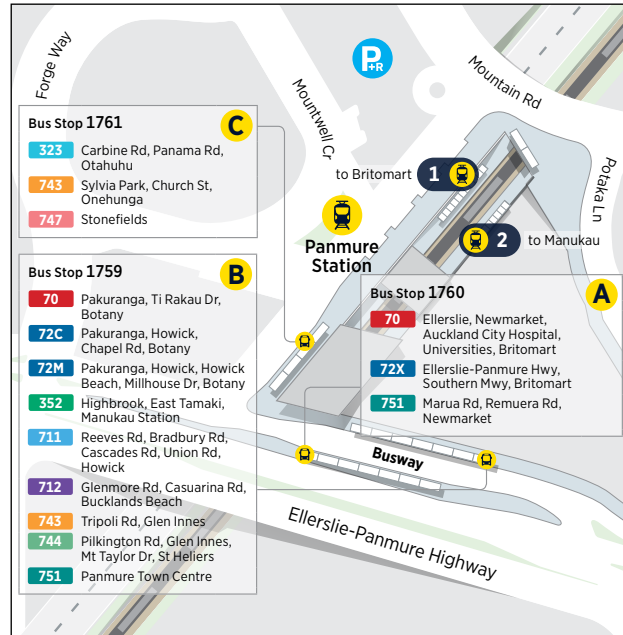 Forge Way
P
+R
Mountain Rd
Mountwell Cr
Potaka Ln
Bus Stop 1761
C
323 Carbine Rd, Panama Rd,
Otahuhu
743 Sylvia Park, Church St,
Onehunga
747 Stonefields
to Britomart 1
2 to Manukau
Panmure
Station
Bus Stop 1759
B
70 Pakuranga, Ti Rakau Dr,
Botany
72C Pakuranga, Howick,
Chapel Rd, Botany
72M Pakuranga, Howick, Howick
Beach, Millhouse Dr, Botany
352 Highbrook, East Tamaki,
Manukau Station
711 Reeves Rd, Bradbury Rd,
Cascades Rd, Union Rd,
Howick
712 Glenmore Rd, Casuarina Rd,
Bucklands Beach
743 Tripoli Rd, Glen Innes
744 Pilkington Rd, Glen Innes,
Mt Taylor Dr, St Heliers
751 Panmure Town Centre
Bus Stop 1760
A
70 Ellerslie, Newmarket,
Auckland City Hospital,
Universities, Britomart
72X Ellerslie-Panmure Hwy,
Southern Mwy, Britomart
751 Marua Rd, Remuera Rd,
Newmarket
Busway
Ellerslie-Panmure Highway